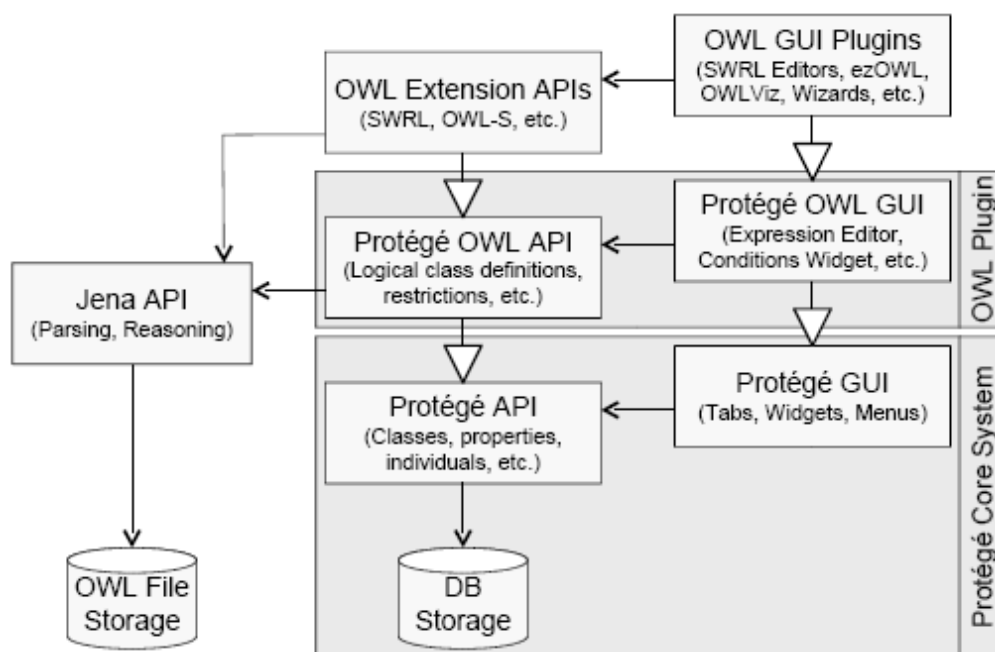 OWL GUI Plugins
(SWRL Editors, ezOWL,
OWLViz, Wizards, etc.)
OWL Extension APIs
(SWRL, OWL-S, etc.)
OWL Plugin
Protégé OWL GUI
(Expression Editor,
Conditions Widget, etc.)
Protégé OWL API
(Logical class definitions,
restrictions, etc.)
Jena API
(Parsing, Reasoning)
Protégé Core System
Protégé GUI
(Tabs, Widgets, Menus)
Protégé API
(Classes, properties,
individuals, etc.)
OWL File
Storage
DB
Storage